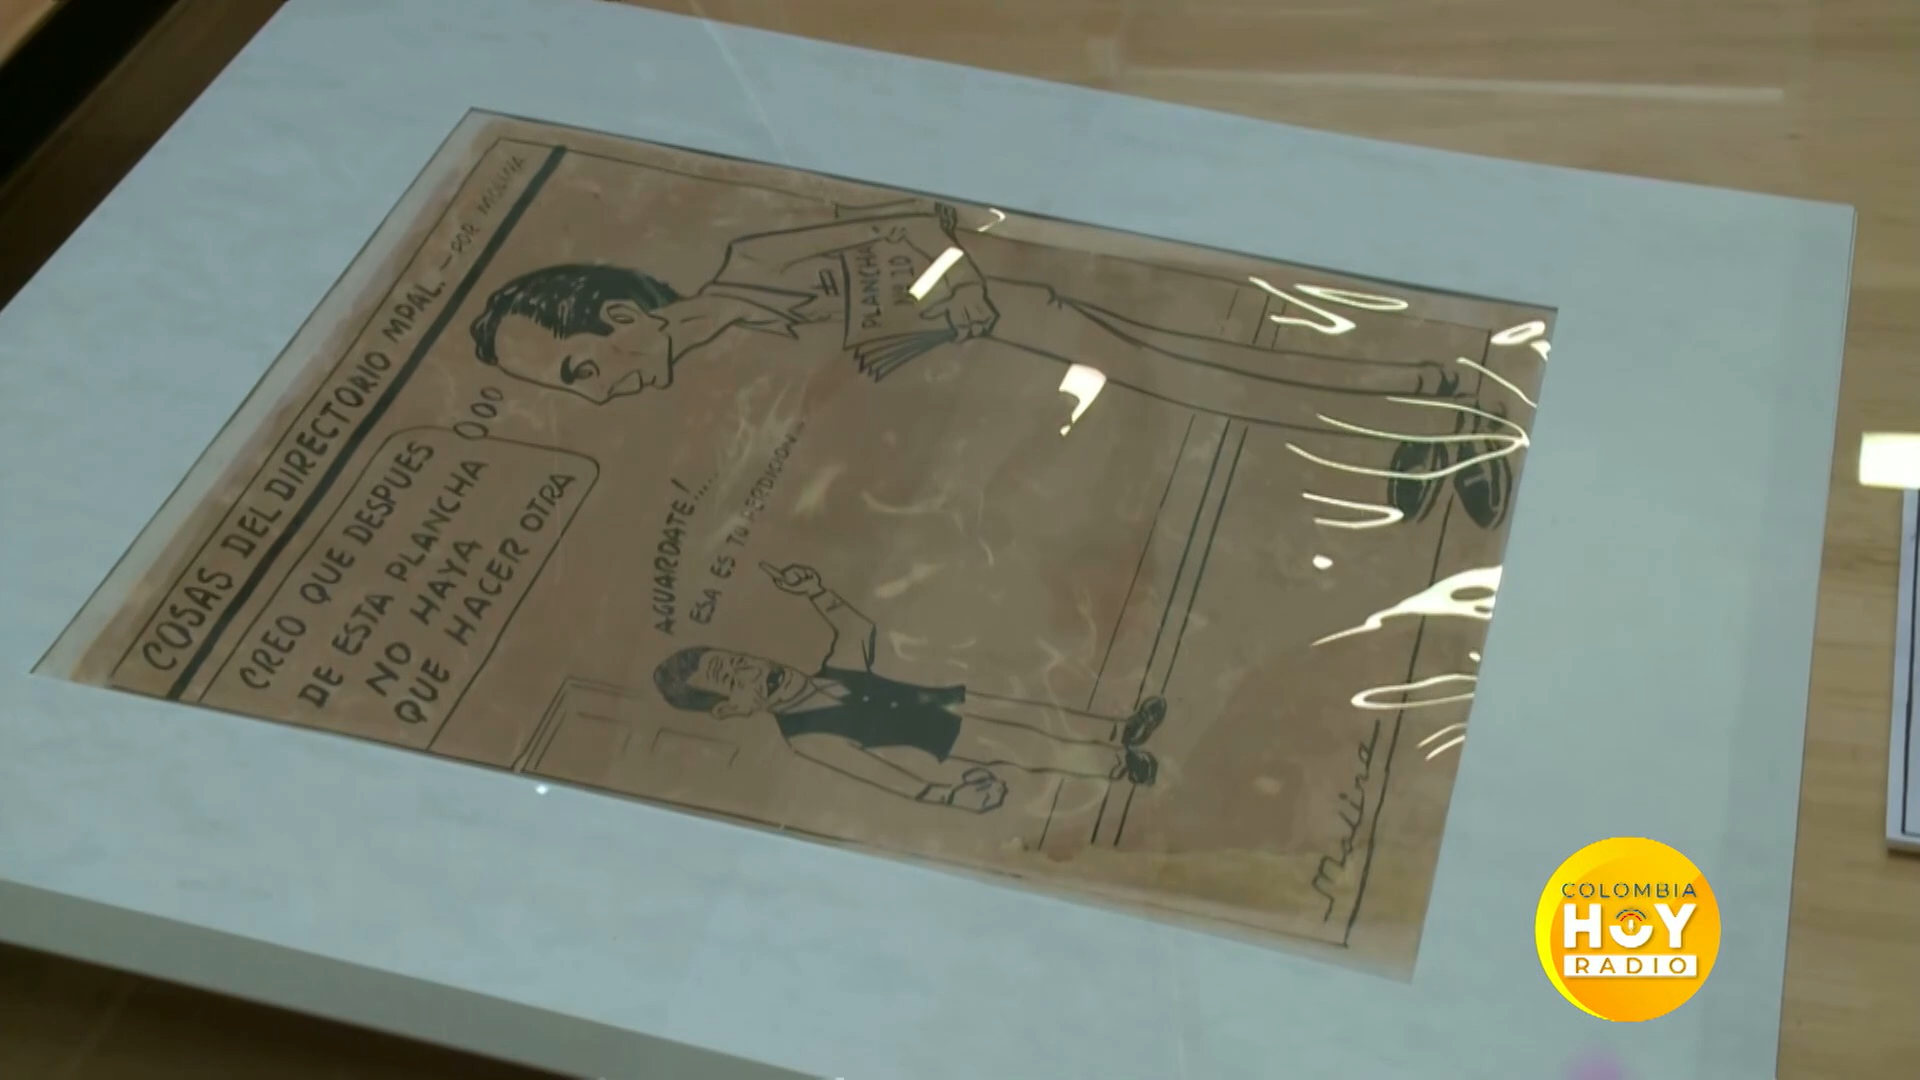 COSAS DEL DIRECTORIO MPAL. — POR MOLINA
CREO QUE DESPUES
DE ESTA PLANCHA
NO HAYA
QUE HACER OTRA
PLANCHA
Nº 10
AGUARDATE!.....
ESA ES TU PERDICION...
Molina
COLOMBIA
HOY
RADIO